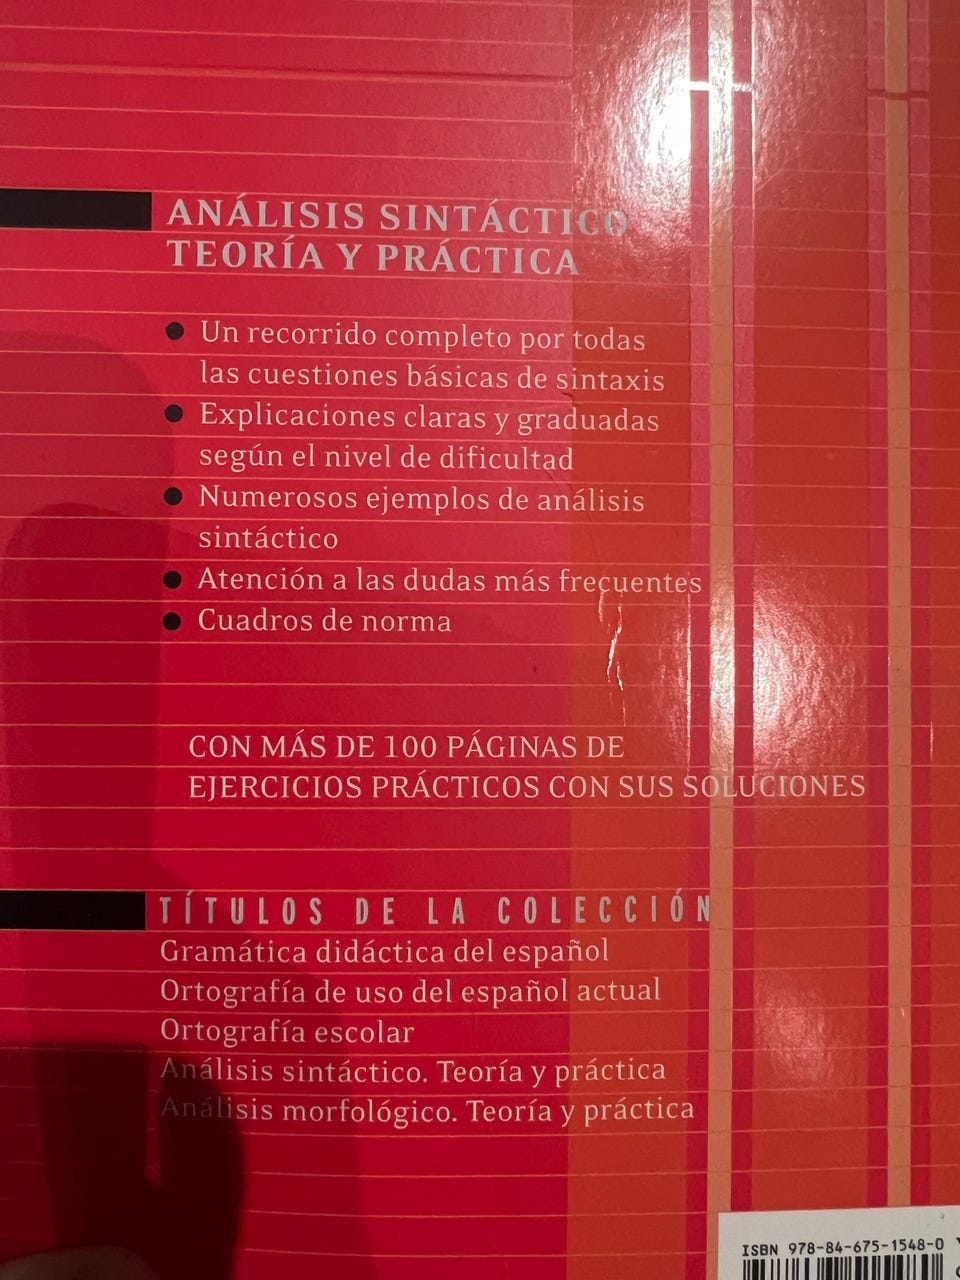 ANÁLISIS SINTÁCTICO
TEORÍA Y PRÁCTICA
● Un recorrido completo por todas
las cuestiones básicas de sintaxis
● Explicaciones claras y graduadas
según el nivel de dificultad
● Numerosos ejemplos de análisis
sintáctico
● Atención a las dudas más frecuentes
● Cuadros de norma
CON MÁS DE 100 PÁGINAS DE
EJERCICIOS PRÁCTICOS CON SUS SOLUCIONES
TÍTULOS DE LA COLECCIÓN
Gramática didáctica del español
Ortografía de uso del español actual
Ortografía escolar
Análisis sintáctico. Teoría y práctica
Análisis morfológico. Teoría y práctica
ISBN 978-84-675-1548-0